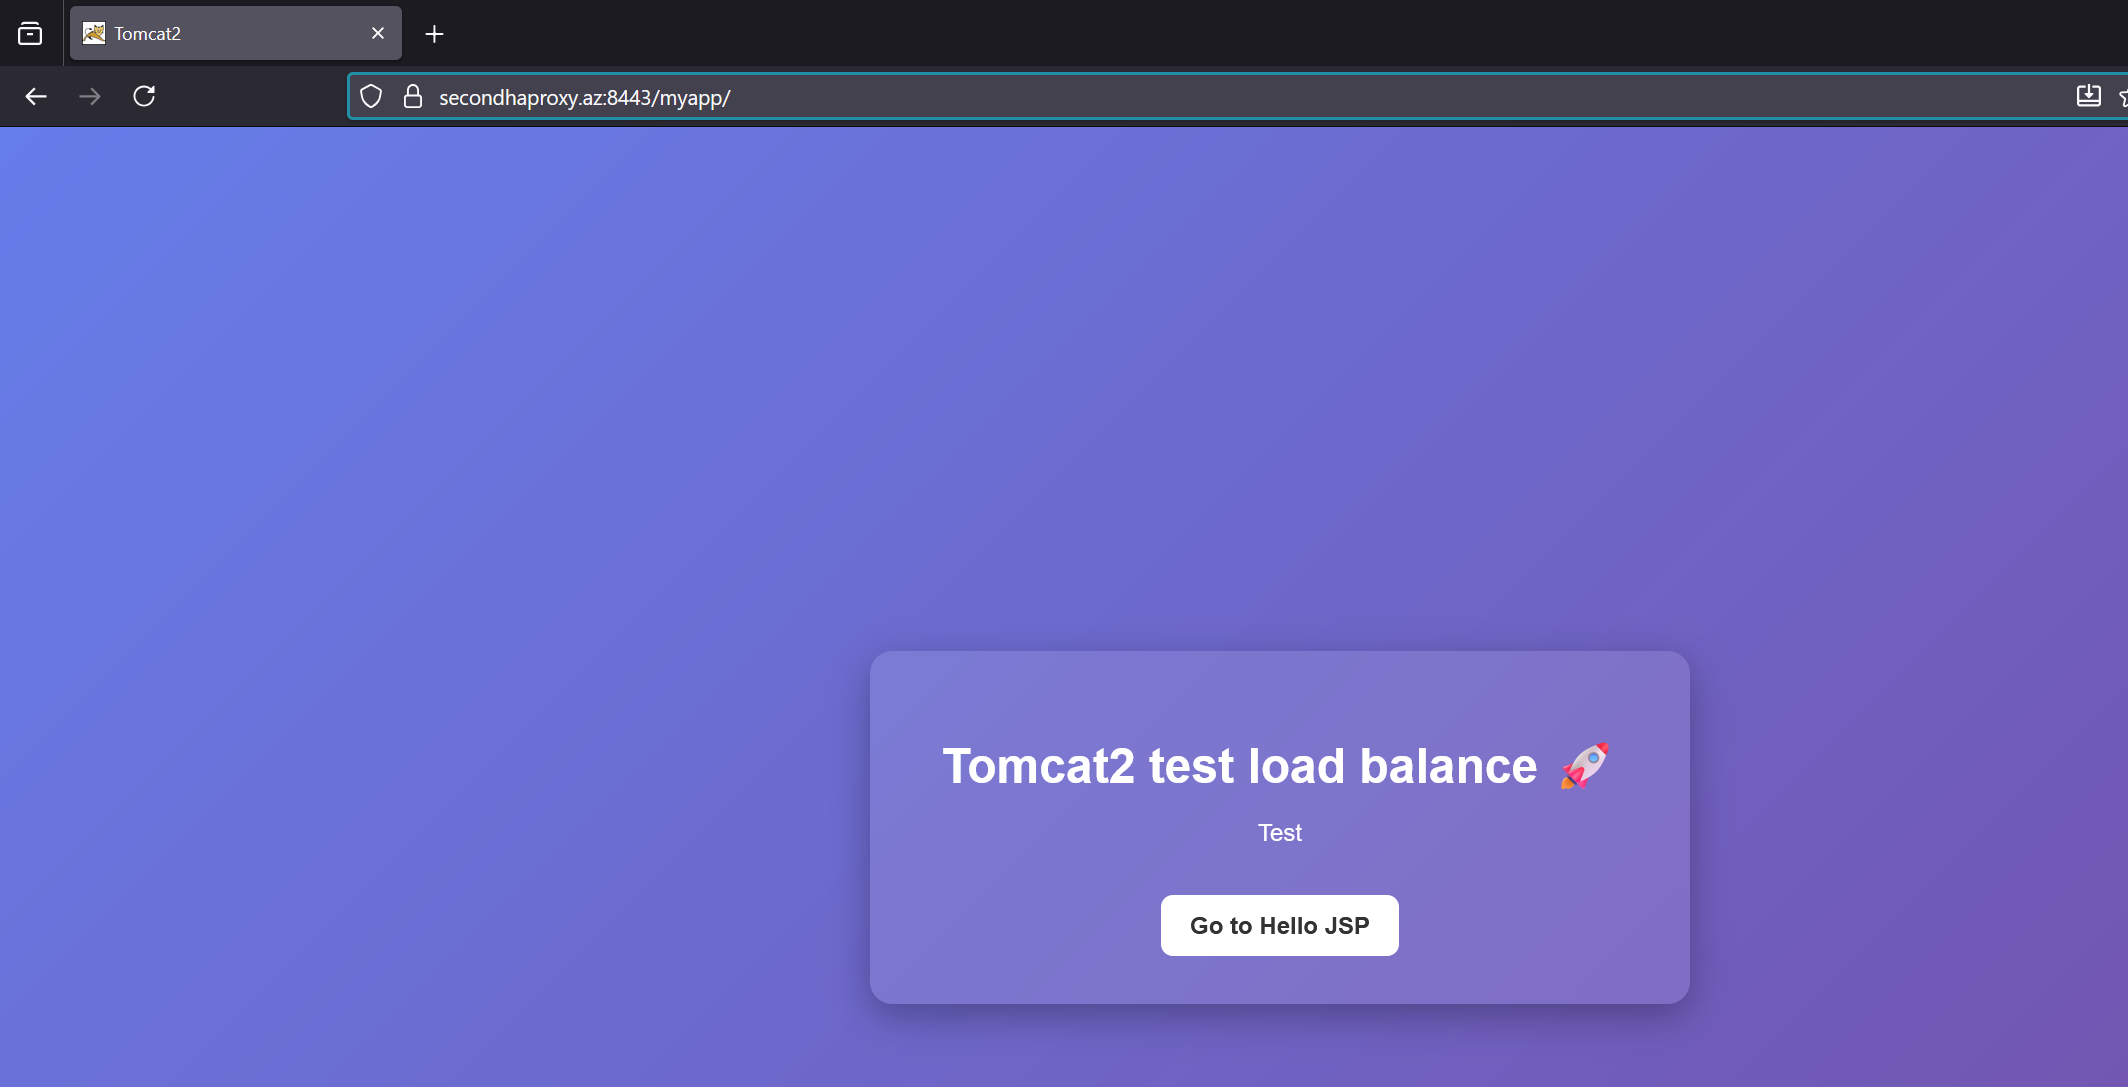 Tomcat2
secondhaproxy.az:8443/myapp/
Tomcat2 test load balance 🚀
Test
Go to Hello JSP